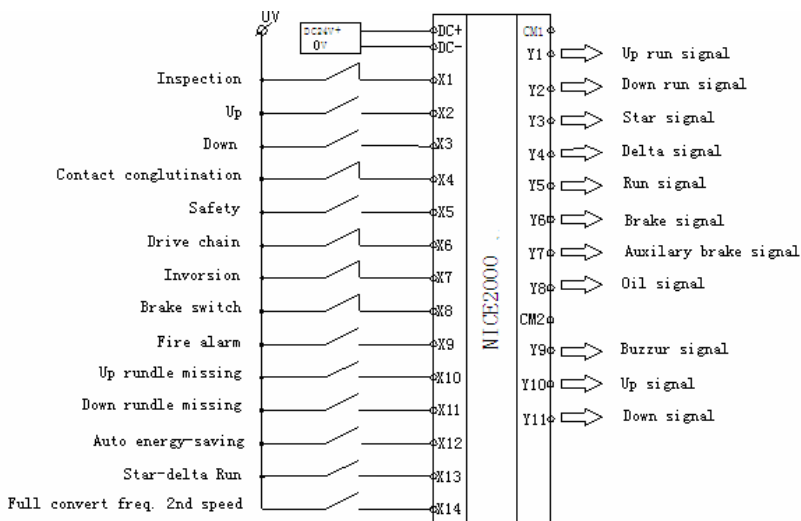 0V
DC24V+
0V
DC+
DC-
Inspection X1
Up X2
Down X3
Contact conglutination X4
Safety X5
Drive chain X6
Invorsion X7
Brake switch X8
Fire alarm X9
Up rundle missing X10
Down rundle missing X11
Auto energy-saving X12
Star-delta Run X13
Full convert freq. 2nd speed X14
NICE2000
CM1
Y1 Up run signal
Y2 Down run signal
Y3 Star signal
Y4 Delta signal
Y5 Run signal
Y6 Brake signal
Y7 Auxilary brake signal
Y8 Oil signal
CM2
Y9 Buzzur signal
Y10 Up signal
Y11 Down signal